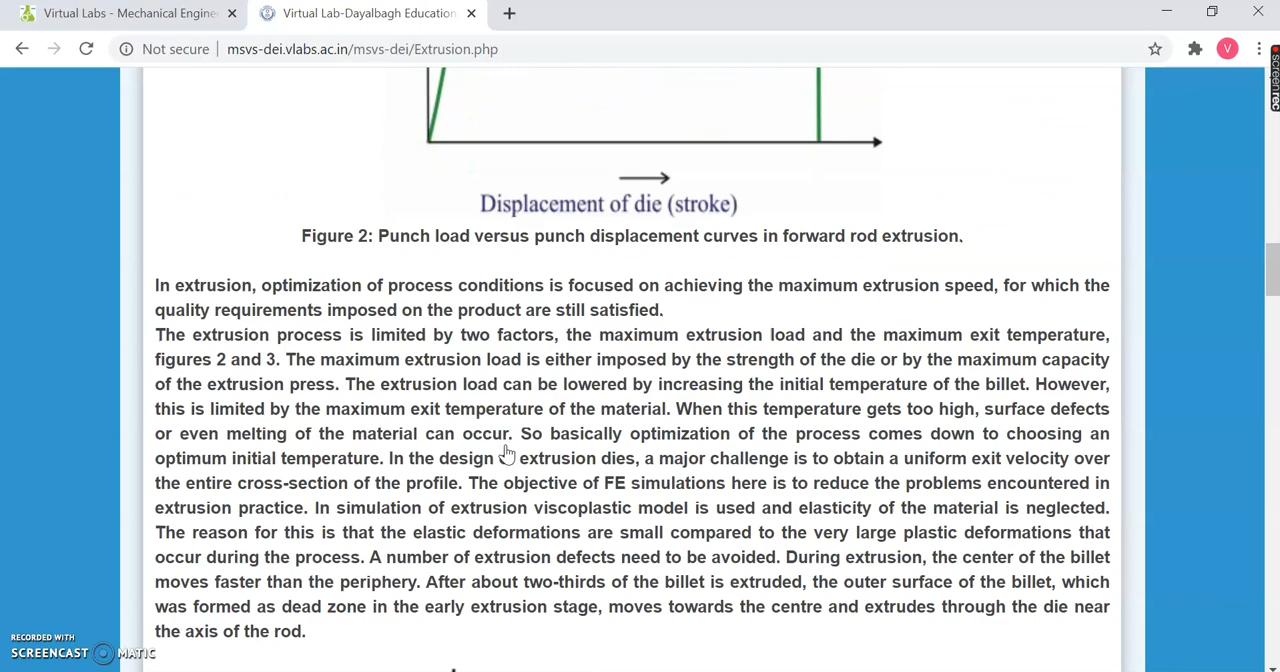 Virtual Labs - Mechanical Engine
Virtual Lab-Dayalbagh Education
Not secure
msvs-dei.vlabs.ac.in/msvs-dei/Extrusion.php
V
screenrec
Displacement of die (stroke)
Figure 2: Punch load versus punch displacement curves in forward rod extrusion.
In extrusion, optimization of process conditions is focused on achieving the maximum extrusion speed, for which the
quality requirements imposed on the product are still satisfied.
The extrusion process is limited by two factors, the maximum extrusion load and the maximum exit temperature,
figures 2 and 3. The maximum extrusion load is either imposed by the strength of the die or by the maximum capacity
of the extrusion press. The extrusion load can be lowered by increasing the initial temperature of the billet. However,
this is limited by the maximum exit temperature of the material. When this temperature gets too high, surface defects
or even melting of the material can occur. So basically optimization of the process comes down to choosing an
optimum initial temperature. In the design extrusion dies, a major challenge is to obtain a uniform exit velocity over
the entire cross-section of the profile. The objective of FE simulations here is to reduce the problems encountered in
extrusion practice. In simulation of extrusion viscoplastic model is used and elasticity of the material is neglected.
The reason for this is that the elastic deformations are small compared to the very large plastic deformations that
occur during the process. A number of extrusion defects need to be avoided. During extrusion, the center of the billet
moves faster than the periphery. After about two-thirds of the billet is extruded, the outer surface of the billet, which
was formed as dead zone in the early extrusion stage, moves towards the centre and extrudes through the die near
the axis of the rod.
RECORDED WITH
SCREENCAST MATIC